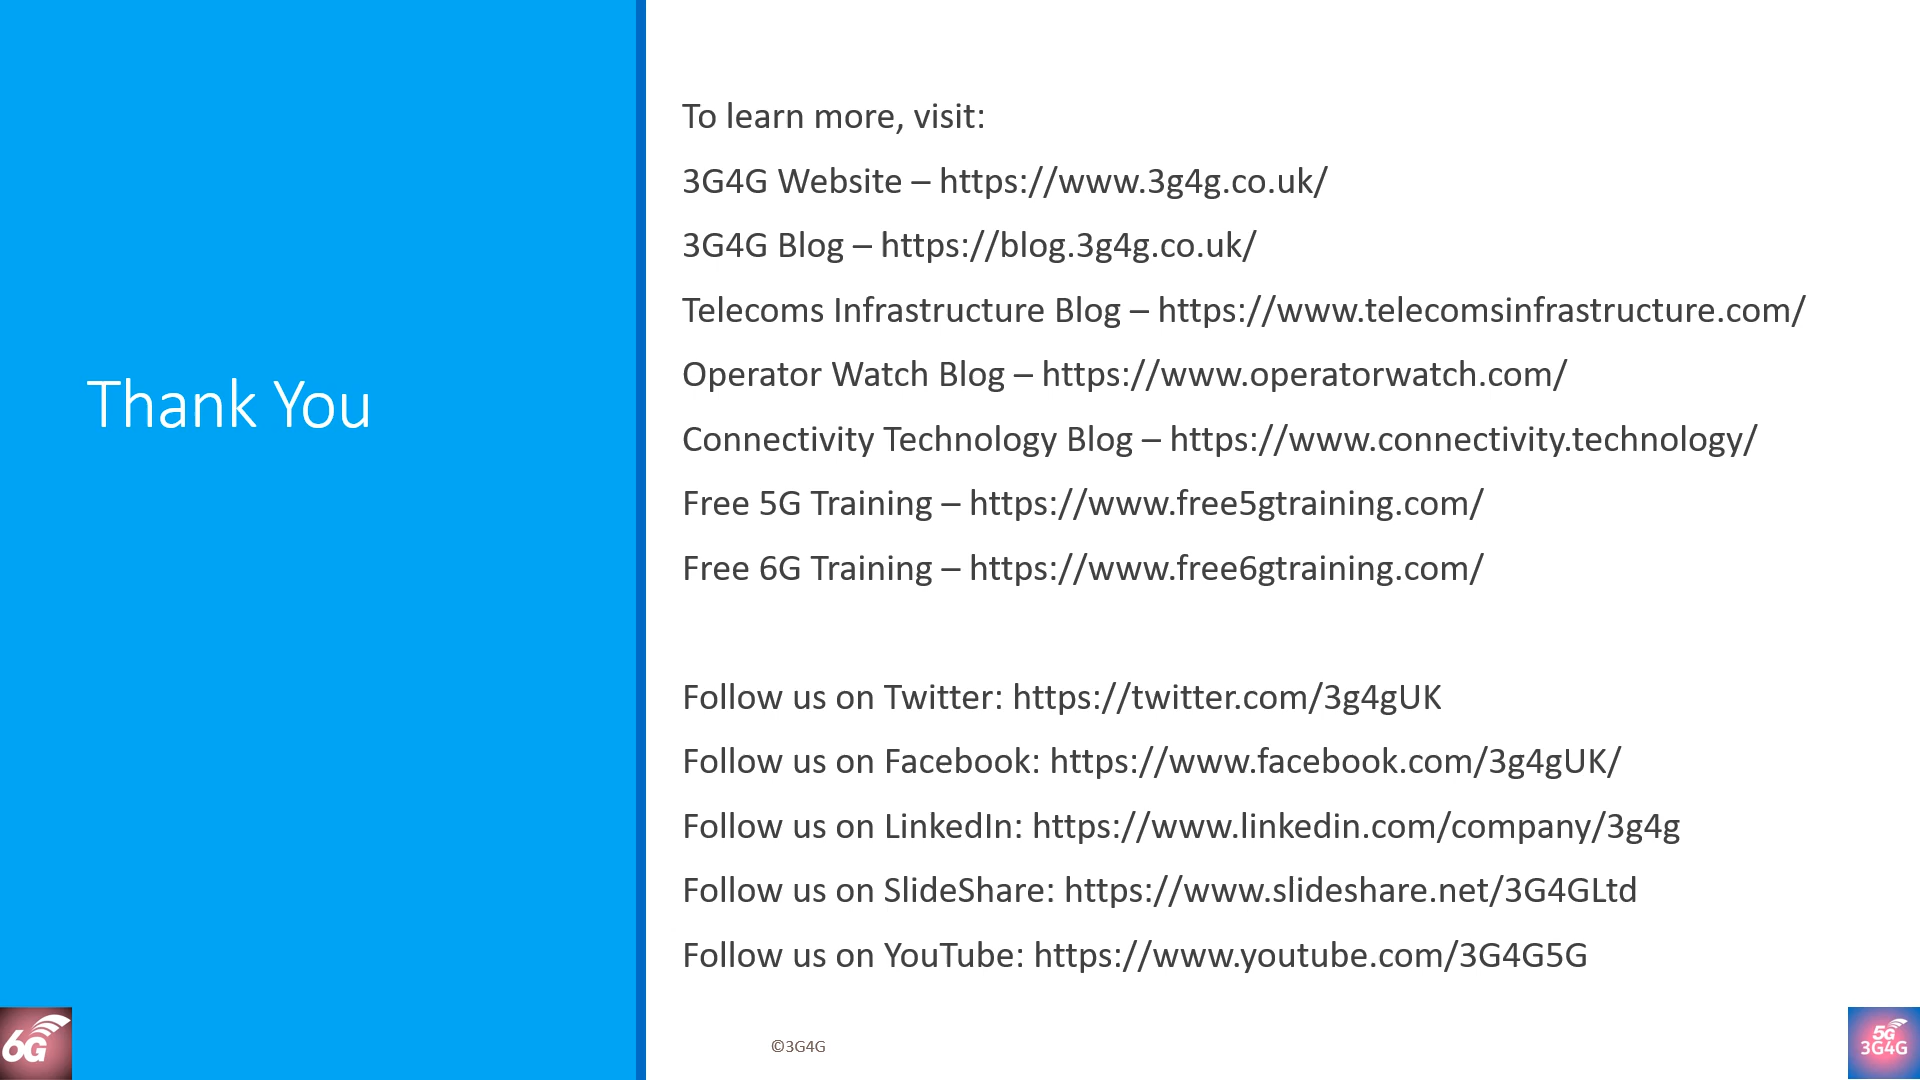 Thank You
To learn more, visit:
3G4G Website – https://www.3g4g.co.uk/
3G4G Blog – https://blog.3g4g.co.uk/
Telecoms Infrastructure Blog – https://www.telecomsinfrastructure.com/
Operator Watch Blog – https://www.operatorwatch.com/
Connectivity Technology Blog – https://www.connectivity.technology/
Free 5G Training – https://www.free5gtraining.com/
Free 6G Training – https://www.free6gtraining.com/
Follow us on Twitter: https://twitter.com/3g4gUK
Follow us on Facebook: https://www.facebook.com/3g4gUK/
Follow us on LinkedIn: https://www.linkedin.com/company/3g4g
Follow us on SlideShare: https://www.slideshare.net/3G4GLtd
Follow us on YouTube: https://www.youtube.com/3G4G5G
6G
©3G4G
5G
3G4G